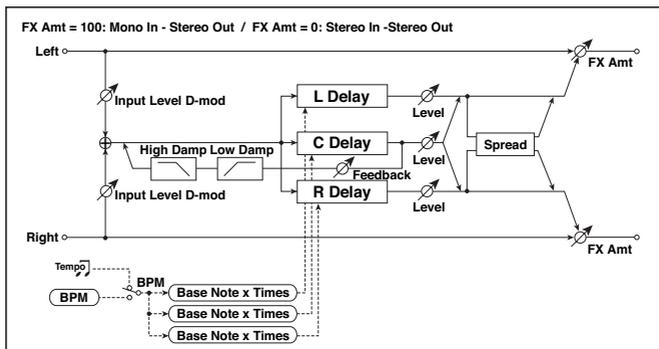 FX Amt = 100: Mono In - Stereo Out / FX Amt = 0: Stereo In -Stereo Out
Left
FX Amt
Input Level D-mod
L Delay
Level
High Damp Low Damp
C Delay
Level
Spread
Feedback
Input Level D-mod
R Delay
Level
Right
FX Amt
Tempo
BPM
BPM
Base Note x Times
Base Note x Times
Base Note x Times